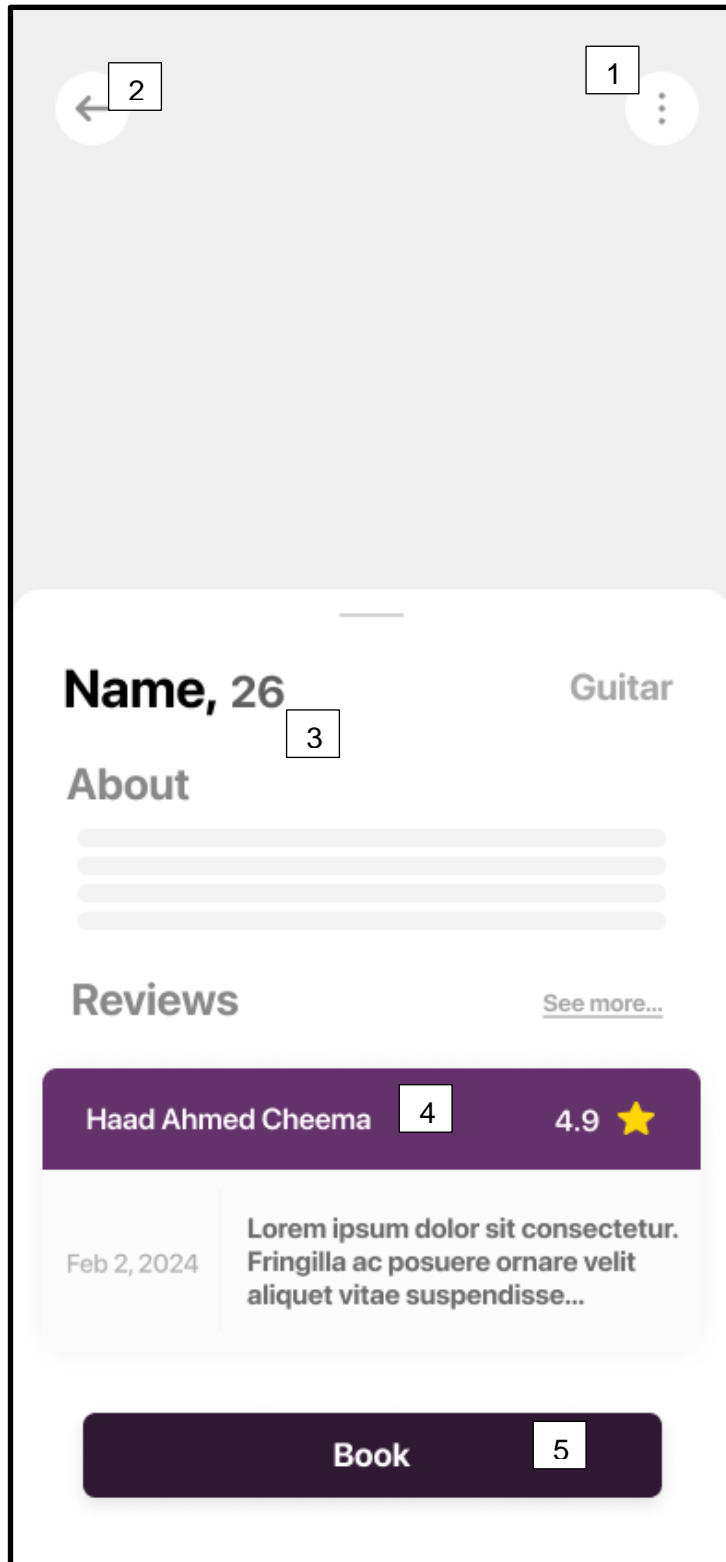 2
1
Name, 26
Guitar
3
About
Reviews
See more...
Haad Ahmed Cheema
4
4.9
Feb 2, 2024
Lorem ipsum dolor sit consectetur.
Fringilla ac posuere ornare velit
aliquet vitae suspendisse...
Book
5